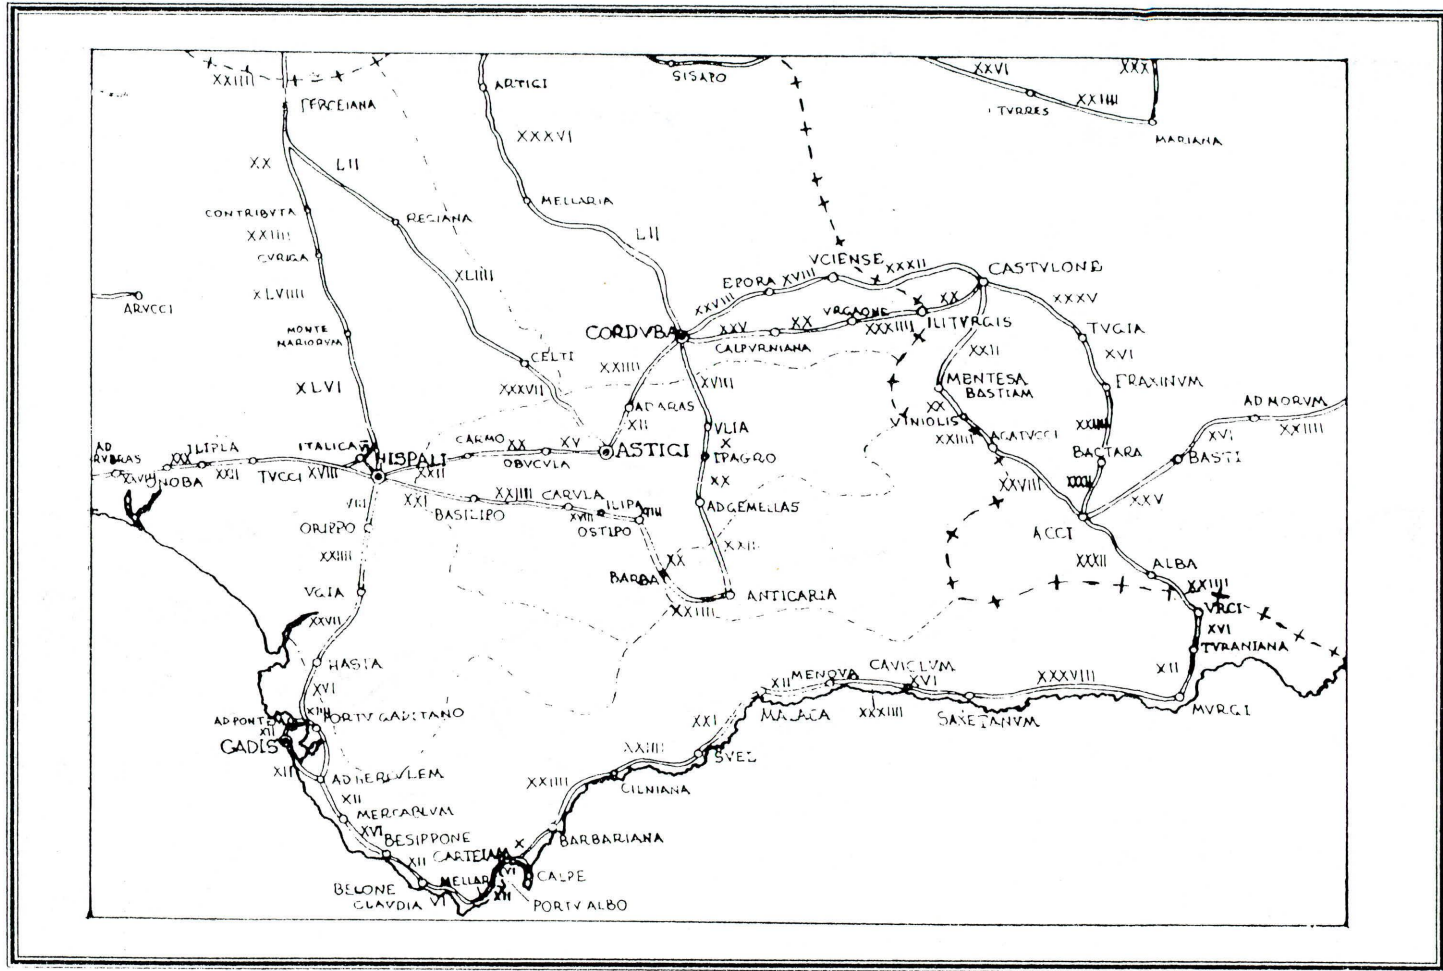 XXIIII
SISAPO
XXVI
XXX
ARTIGI
XXIIII
TVRRES
MARIANA
XXXVI
XX
LII
CONTRIBVTA
REGIANA
MELLARIA
XXIIII
LII
CVRIGA
XLIIII
VCIENSE
XXXII
CASTVLONE
EPORA
XVIII
XLVIIII
ARVCCI
XXVIII
XX
XXXV
VRGAONE
MONTE
MARIORVM
CORDVBA
XXV
XX
XXXIIII
ILITVRGIS
TVGIA
CALPVRNIANA
CELTI
XXIIII
XXII
XVI
XLVI
XXXVII
XVIII
MENTESA
BASTIAM
FRAXINVM
ADARAS
XX
VINIOLIS
AD MORVM
XII
VLIA
XXIIII
XVI
XXIIII
ILIPLA
ITALICA
CARMO
XX
XV
X
AGATVCCI
HISPALI
OBVCVLA
ASTIGI
IPAGRO
BACTARA
BASTI
XXX
XXII
TVCCI
XVIII
XXII
XX
XXVIII
XXV
XXI
XXIIII
CARVLA
ILIPA
AD GEMELLAS
BASILIPO
XVIII
OSTIPO
ORIPPO
ACCI
XXIIII
XX
XXXII
BARBA
ALBA
VGIA
XXIIII
ANTICARIA
XXIIII
XXVII
VRCI
XVI
TVRANIANA
HASTA
CAVICLVM
XII
MENOVA
XVI
XXXVIII
XII
XVI
AD PONTEM
PORTV GADITANO
XXI
MALACA
XXXIIII
SAXETANVM
MVRGI
XII
GADIS
XXIIII
SVEL
XII
AD HERCVLEM
XXIIII
CILNIANA
XII
MERCABLVM
XVI
BESIPPONE
X
BARBARIANA
XII
CARTEIAM
VI
CALPE
BELONE
CLAVDIA
VI
XII
PORTV ALBO